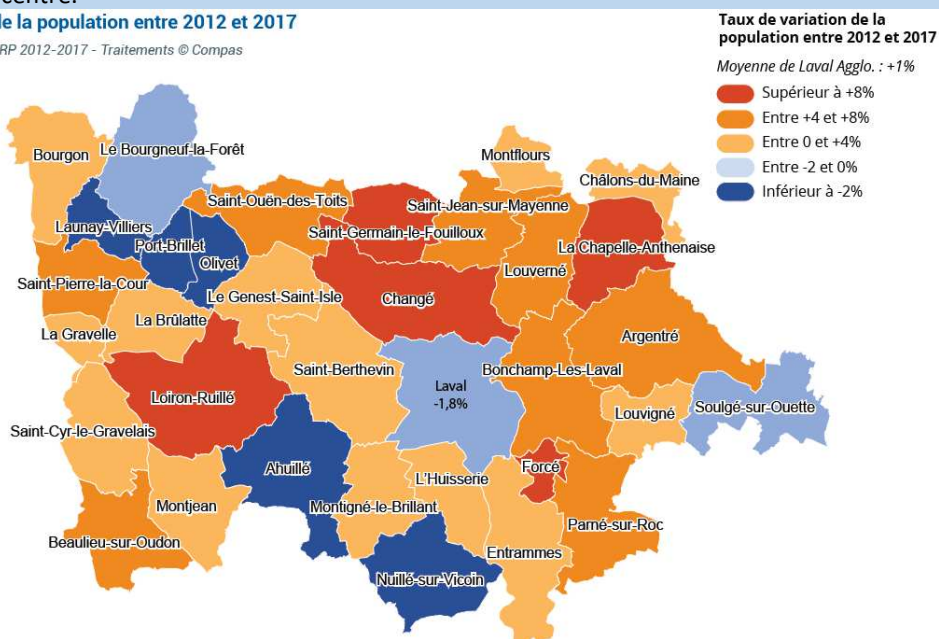 centre.
de la population entre 2012 et 2017
RP 2012-2017 - Traitements © Compas
Taux de variation de la
population entre 2012 et 2017
Moyenne de Laval Agglo. : +1%
Supérieur à +8%
Entre +4 et +8%
Entre 0 et +4%
Entre -2 et 0%
Inférieur à -2%
Bourgon
Le Bourgneuf-la-Forêt
Montflours
Châlons-du-Maine
Saint-Ouën-des-Toits
Saint-Jean-sur-Mayenne
Launay-Villiers
Saint-Germain-le-Fouilloux
Port-Brillet
La Chapelle-Anthenaise
Olivet
Louverné
Saint-Pierre-la-Cour
Le Genest-Saint-Isle
Changé
La Brûlatte
La Gravelle
Argentré
Saint-Berthevin
Bonchamp-Les-Laval
Laval
-1,8%
Loiron-Ruillé
Louvigné
Soulgé-sur-Ouette
Saint-Cyr-le-Gravelais
Ahuillé
Forcé
L'Huisserie
Montjean
Montigné-le-Brillant
Parné-sur-Roc
Beaulieu-sur-Oudon
Entrammes
Nuillé-sur-Vicoin